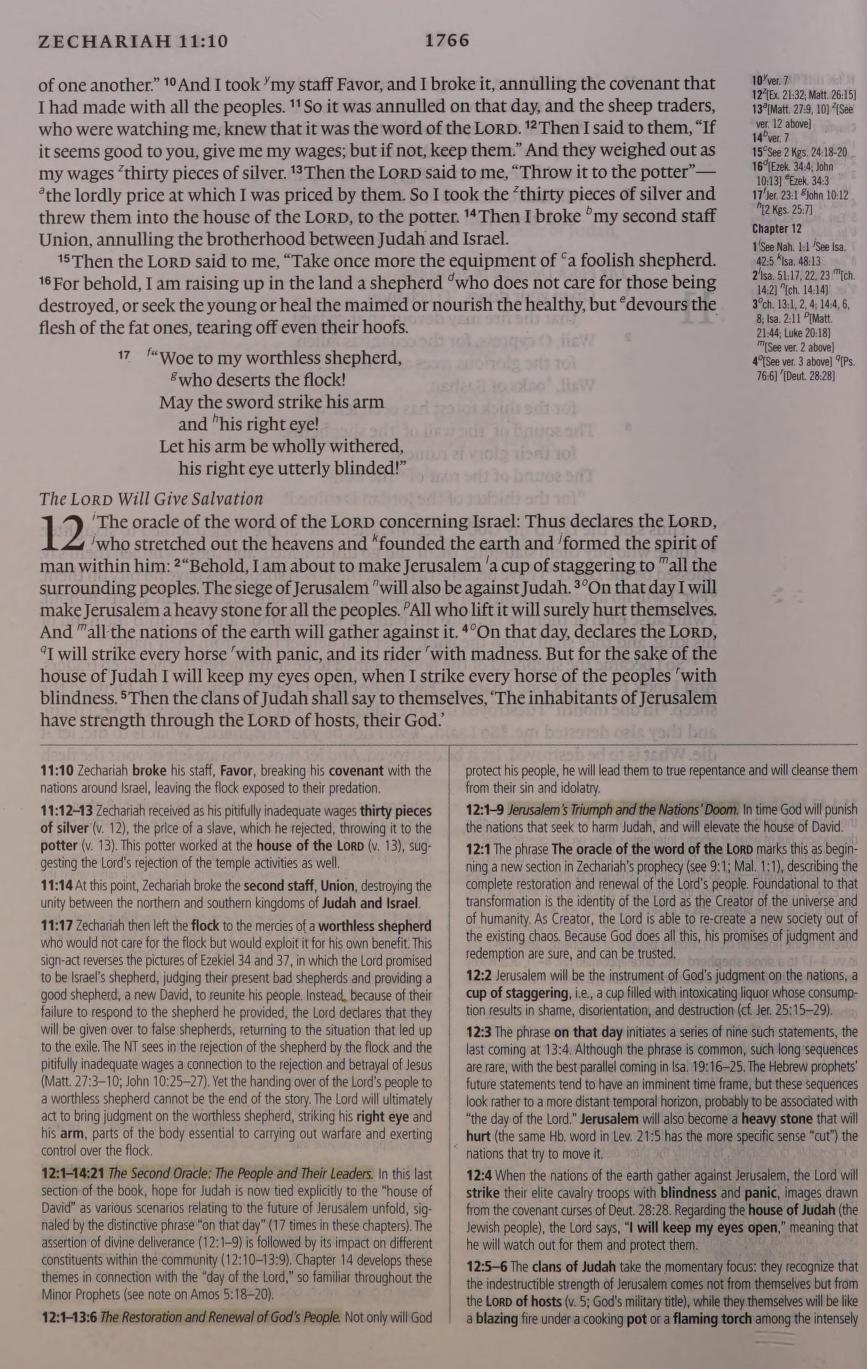 ZECHARIAH 11:10
1766
of one another.” ¹⁰And I took ʸmy staff Favor, and I broke it, annulling the covenant that
I had made with all the peoples. ¹¹So it was annulled on that day, and the sheep traders,
who were watching me, knew that it was the word of the LORD. ¹²Then I said to them, “If
it seems good to you, give me my wages; but if not, keep them.” And they weighed out as
my wages ᶻthirty pieces of silver. ¹³Then the LORD said to me, “Throw it to the potter”—
ᵃthe lordly price at which I was priced by them. So I took the ᶻthirty pieces of silver and
threw them into the house of the LORD, to the potter. ¹⁴Then I broke ᵇmy second staff
Union, annulling the brotherhood between Judah and Israel.
¹⁵Then the LORD said to me, “Take once more the equipment of ᶜa foolish shepherd.
¹⁶For behold, I am raising up in the land a shepherd ᵈwho does not care for those being
destroyed, or seek the young or heal the maimed or nourish the healthy, but ᵉdevours the
flesh of the fat ones, tearing off even their hoofs.
17 ᶠ“Woe to my worthless shepherd,
ᵍwho deserts the flock!
May the sword strike his arm
and ʰhis right eye!
Let his arm be wholly withered,
his right eye utterly blinded!”
The LORD Will Give Salvation
12 ⁱThe oracle of the word of the LORD concerning Israel: Thus declares the LORD,
ʲwho stretched out the heavens and ᵏfounded the earth and ʲformed the spirit of
man within him: ²“Behold, I am about to make Jerusalem ˡa cup of staggering to ᵐall the
surrounding peoples. The siege of Jerusalem ⁿwill also be against Judah. ³ᵒOn that day I will
make Jerusalem a heavy stone for all the peoples. ᵖAll who lift it will surely hurt themselves.
And ᵐall the nations of the earth will gather against it. ⁴ᵒOn that day, declares the LORD,
qI will strike every horse ʳwith panic, and its rider ʳwith madness. But for the sake of the
house of Judah I will keep my eyes open, when I strike every horse of the peoples ʳwith
blindness. ⁵Then the clans of Judah shall say to themselves, ‘The inhabitants of Jerusalem
have strength through the LORD of hosts, their God.’
10 ʸver. 7
12 ᶻ[Ex. 21:32; Matt. 26:15]
13 ᵃ[Matt. 27:9, 10] ᶻ[See
ver. 12 above]
14 ᵇver. 7
15 ᶜSee 2 Kgs. 24:18-20
16 ᵈ[Ezek. 34:4; John
10:13] ᵉEzek. 34:3
17 ᶠJer. 23:1 ᵍJohn 10:12
ʰ[2 Kgs. 25:7]
Chapter 12
1 ⁱSee Nah. 1:1 ʲSee Isa.
42:5 ᵏIsa. 48:13
2 ˡIsa. 51:17, 22, 23 ᵐ[ch.
14:2] ⁿ[ch. 14:14]
3 ᵒch. 13:1, 2, 4; 14:4, 6,
8; Isa. 2:11 ᵖ[Matt.
21:44; Luke 20:18]
ᵐ[See ver. 2 above]
4 ᵒ[See ver. 3 above] q[Ps.
76:6] ʳ[Deut. 28:28]
11:10 Zechariah broke his staff, Favor, breaking his covenant with the
nations around Israel, leaving the flock exposed to their predation.
11:12–13 Zechariah received as his pitifully inadequate wages thirty pieces
of silver (v. 12), the price of a slave, which he rejected, throwing it to the
potter (v. 13). This potter worked at the house of the LORD (v. 13), sug-
gesting the Lord’s rejection of the temple activities as well.
11:14 At this point, Zechariah broke the second staff, Union, destroying the
unity between the northern and southern kingdoms of Judah and Israel.
11:17 Zechariah then left the flock to the mercies of a worthless shepherd
who would not care for the flock but would exploit it for his own benefit. This
sign-act reverses the pictures of Ezekiel 34 and 37, in which the Lord promised
to be Israel’s shepherd, judging their present bad shepherds and providing a
good shepherd, a new David, to reunite his people. Instead, because of their
failure to respond to the shepherd he provided, the Lord declares that they
will be given over to false shepherds, returning to the situation that led up
to the exile. The NT sees in the rejection of the shepherd by the flock and the
pitifully inadequate wages a connection to the rejection and betrayal of Jesus
(Matt. 27:3–10; John 10:25–27). Yet the handing over of the Lord’s people to
a worthless shepherd cannot be the end of the story. The Lord will ultimately
act to bring judgment on the worthless shepherd, striking his right eye and
his arm, parts of the body essential to carrying out warfare and exerting
control over the flock.
12:1–14:21 The Second Oracle: The People and Their Leaders. In this last
section of the book, hope for Judah is now tied explicitly to the “house of
David” as various scenarios relating to the future of Jerusalem unfold, sig-
naled by the distinctive phrase “on that day” (17 times in these chapters). The
assertion of divine deliverance (12:1–9) is followed by its impact on different
constituents within the community (12:10–13:9). Chapter 14 develops these
themes in connection with the “day of the Lord,” so familiar throughout the
Minor Prophets (see note on Amos 5:18–20).
12:1–13:6 The Restoration and Renewal of God’s People. Not only will God
protect his people, he will lead them to true repentance and will cleanse them
from their sin and idolatry.
12:1–9 Jerusalem’s Triumph and the Nations’ Doom. In time God will punish
the nations that seek to harm Judah, and will elevate the house of David.
12:1 The phrase The oracle of the word of the LORD marks this as begin-
ning a new section in Zechariah’s prophecy (see 9:1; Mal. 1:1), describing the
complete restoration and renewal of the Lord’s people. Foundational to that
transformation is the identity of the Lord as the Creator of the universe and
of humanity. As Creator, the Lord is able to re-create a new society out of
the existing chaos. Because God does all this, his promises of judgment and
redemption are sure, and can be trusted.
12:2 Jerusalem will be the instrument of God’s judgment on the nations, a
cup of staggering, i.e., a cup filled with intoxicating liquor whose consump-
tion results in shame, disorientation, and destruction (cf. Jer. 25:15–29).
12:3 The phrase on that day initiates a series of nine such statements, the
last coming at 13:4. Although the phrase is common, such long sequences
are rare, with the best parallel coming in Isa. 19:16–25. The Hebrew prophets’
future statements tend to have an imminent time frame, but these sequences
look rather to a more distant temporal horizon, probably to be associated with
“the day of the Lord.” Jerusalem will also become a heavy stone that will
hurt (the same Hb. word in Lev. 21:5 has the more specific sense “cut”) the
nations that try to move it.
12:4 When the nations of the earth gather against Jerusalem, the Lord will
strike their elite cavalry troops with blindness and panic, images drawn
from the covenant curses of Deut. 28:28. Regarding the house of Judah (the
Jewish people), the Lord says, “I will keep my eyes open,” meaning that
he will watch out for them and protect them.
12:5–6 The clans of Judah take the momentary focus: they recognize that
the indestructible strength of Jerusalem comes not from themselves but from
the LORD of hosts (v. 5; God’s military title), while they themselves will be like
a blazing fire under a cooking pot or a flaming torch among the intensely